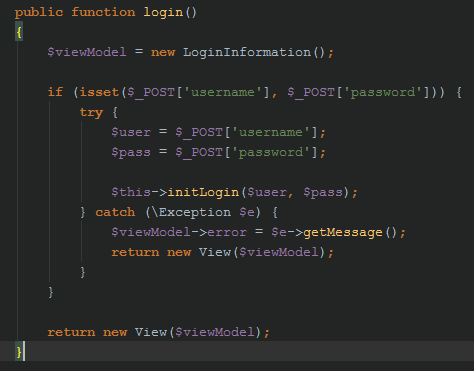 public function login()
{
    $viewModel = new LoginInformation();

    if (isset($_POST['username'], $_POST['password'])) {
        try {
            $user = $_POST['username'];
            $pass = $_POST['password'];

            $this->initLogin($user, $pass);
        } catch (\Exception $e) {
            $viewModel->error = $e->getMessage();
            return new View($viewModel);
        }
    }

    return new View($viewModel);
}